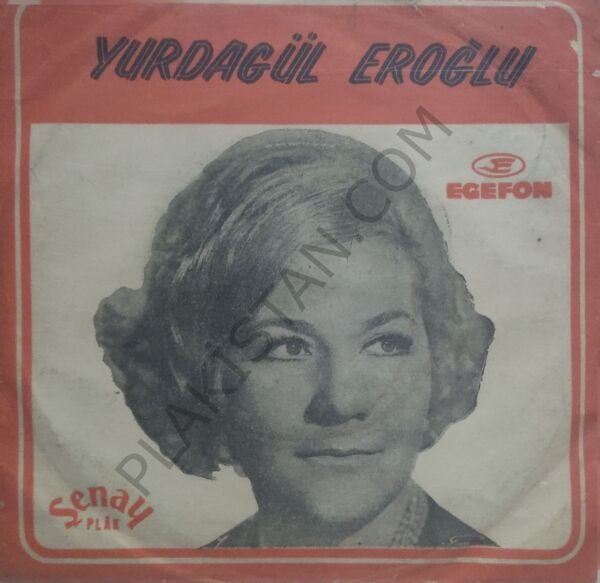 YURDAGÜL EROĞLU
EGEFON
Şenay
PLÂK
PLAKISTAN.COM